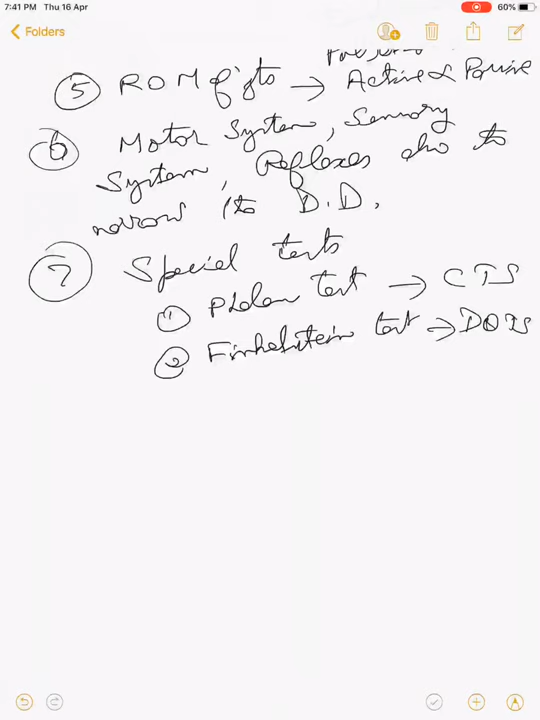 7:41 PM Thu 16 Apr 60%
Folders
⑤ ROM of jts → Active & Passive
⑥ Motor System, Sensory
System, Reflexes also to
narrow its D.D.
⑦ Special tests
① Phalen test → CTS
② Finkelstein test → DQTS